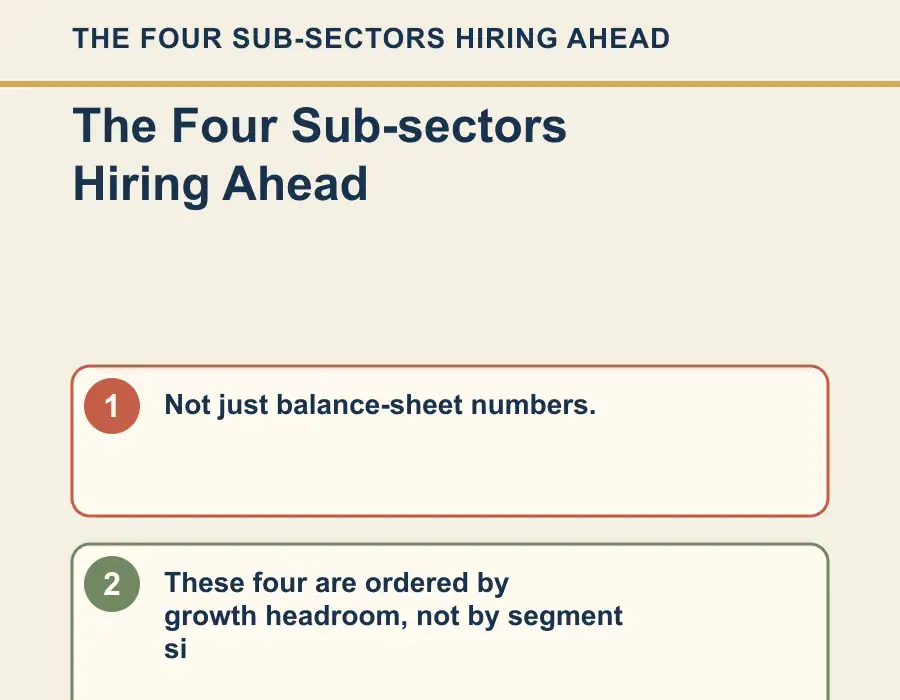 THE FOUR SUB-SECTORS HIRING AHEAD
The Four Sub-sectors
Hiring Ahead
1
Not just balance-sheet numbers.
2
These four are ordered by
growth headroom, not by segment
si